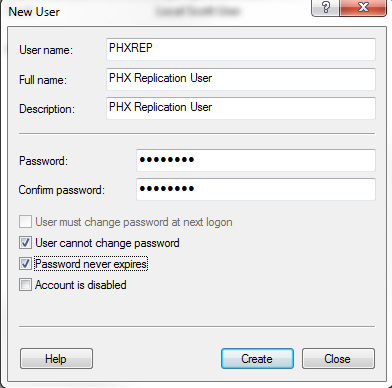 New User
User name: PHXREP
Full name: PHX Replication User
Description: PHX Replication User
Password: ••••••••
Confirm password: ••••••••
User must change password at next logon
User cannot change password
Password never expires
Account is disabled
Help Create Close